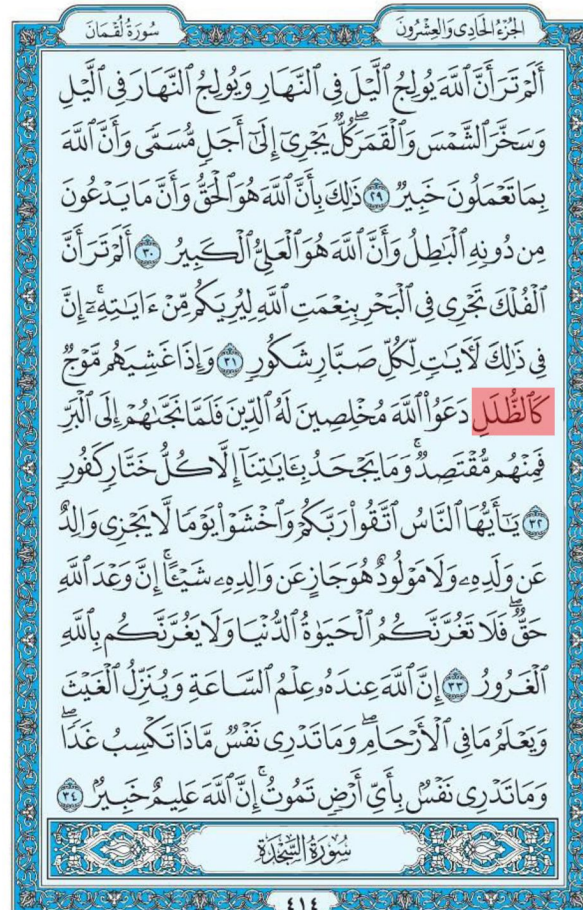 سُورَةُ لُقۡمَانَ
الجُزءُ الحَادِى وَالعِشرُونَ
أَلَمۡ تَرَ أَنَّ ٱللَّهَ يُولِجُ ٱلَّيۡلَ فِي ٱلنَّهَارِ وَيُولِجُ ٱلنَّهَارَ فِي ٱلَّيۡلِ
وَسَخَّرَ ٱلشَّمۡسَ وَٱلۡقَمَرَۖ كُلّٞ يَجۡرِيٓ إِلَىٰٓ أَجَلٖ مُّسَمّٗى وَأَنَّ ٱللَّهَ
بِمَا تَعۡمَلُونَ خَبِيرٞ ٢٩ ذَٰلِكَ بِأَنَّ ٱللَّهَ هُوَ ٱلۡحَقُّ وَأَنَّ مَا يَدۡعُونَ
مِن دُونِهِ ٱلۡبَٰطِلُ وَأَنَّ ٱللَّهَ هُوَ ٱلۡعَلِيُّ ٱلۡكَبِيرُ ٣٠ أَلَمۡ تَرَ أَنَّ
ٱلۡفُلۡكَ تَجۡرِي فِي ٱلۡبَحۡرِ بِنِعۡمَتِ ٱللَّهِ لِيُرِيَكُم مِّنۡ ءَايَٰتِهِۦٓۚ إِنَّ
فِي ذَٰلِكَ لَأٓيَٰتٖ لِّكُلِّ صَبَّارٖ شَكُورٖ ٣١ وَإِذَا غَشِيَهُم مَّوۡجٞ
كَٱلظُّلَلِ دَعَوُاْ ٱللَّهَ مُخۡلِصِينَ لَهُ ٱلدِّينَ فَلَمَّا نَجَّىٰهُمۡ إِلَى ٱلۡبَرِّ
فَمِنۡهُم مُّقۡتَصِدٞۚ وَمَا يَجۡحَدُ بِـَٔايَٰتِنَآ إِلَّا كُلُّ خَتَّارٖ كَفُورٖ
٣٢ يَٰٓأَيُّهَا ٱلنَّاسُ ٱتَّقُواْ رَبَّكُمۡ وَٱخۡشَوۡاْ يَوۡمٗا لَّا يَجۡزِي وَالِدٌ
عَن وَلَدِهِۦ وَلَا مَوۡلُودٌ هُوَ جَازٍ عَن وَالِدِهِۦ شَيۡـًٔاۚ إِنَّ وَعۡدَ ٱللَّهِ
حَقّٞۖ فَلَا تَغُرَّنَّكُمُ ٱلۡحَيَوٰةُ ٱلدُّنۡيَا وَلَا يَغُرَّنَّكُم بِٱللَّهِ
ٱلۡغَرُورُ ٣٣ إِنَّ ٱللَّهَ عِندَهُۥ عِلۡمُ ٱلسَّاعَةِ وَيُنَزِّلُ ٱلۡغَيۡثَ
وَيَعۡلَمُ مَا فِي ٱلۡأَرۡحَامِۖ وَمَا تَدۡرِي نَفۡسٞ مَّاذَا تَكۡسِبُ غَدٗاۖ
وَمَا تَدۡرِي نَفۡسُۢ بِأَيِّ أَرۡضٖ تَمُوتُۚ إِنَّ ٱللَّهَ عَلِيمٌ خَبِيرُۢ ٣٤
سُورَةُ السَّجۡدَةِ
٤١٤